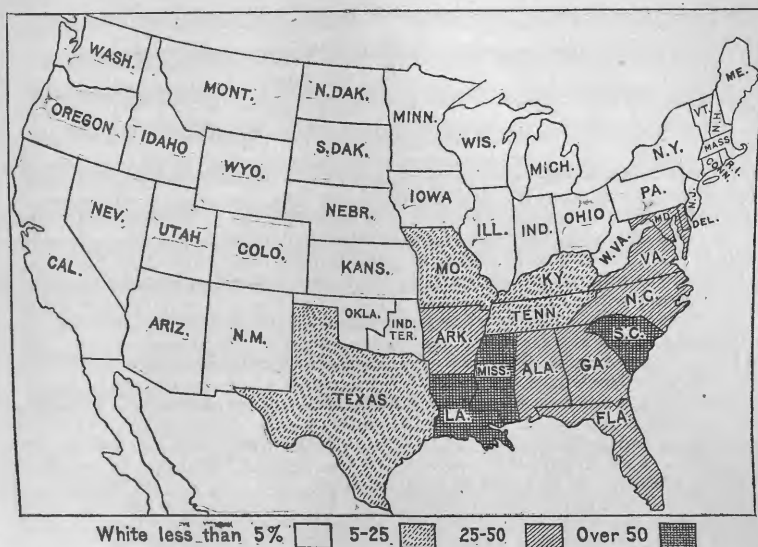 WASH.
MONT.
N.DAK.
MINN.
ME.
VT.
N.H.
OREGON
IDAHO
S.DAK.
WIS.
MICH.
N.Y.
MASS.
CONN.
R.I.
WYO.
IOWA
PA.
N.J.
NEV.
UTAH
NEBR.
ILL.
IND.
OHIO
MD.
DEL.
W.VA.
CAL.
COLO.
KANS.
MO.
KY.
VA.
ARIZ.
N.M.
OKLA.
IND.
TER.
ARK.
TENN.
N.C.
S.C.
TEXAS
LA.
MISS.
ALA.
GA.
FLA.
White less than 5% 5-25 25-50 Over 50